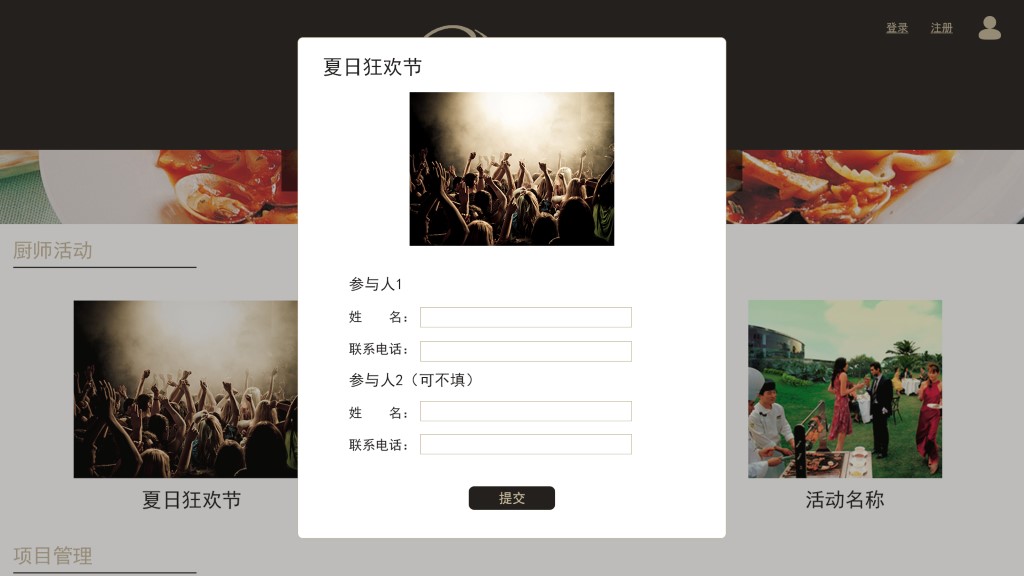 登录 注册
夏日狂欢节
厨师活动
参与人1
姓 名：
联系电话：
参与人2（可不填）
姓 名：
联系电话：
提交
夏日狂欢节
活动名称
项目管理